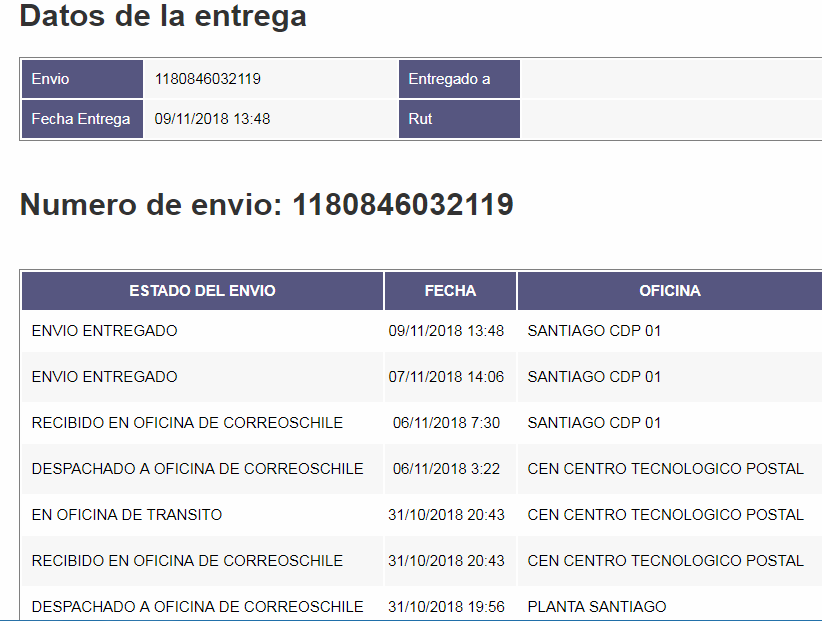 Datos de la entrega
Envio 1180846032119 Entregado a
Fecha Entrega 09/11/2018 13:48 Rut
Numero de envio: 1180846032119
ESTADO DEL ENVIO FECHA OFICINA
ENVIO ENTREGADO 09/11/2018 13:48 SANTIAGO CDP 01
ENVIO ENTREGADO 07/11/2018 14:06 SANTIAGO CDP 01
RECIBIDO EN OFICINA DE CORREOSCHILE 06/11/2018 7:30 SANTIAGO CDP 01
DESPACHADO A OFICINA DE CORREOSCHILE 06/11/2018 3:22 CEN CENTRO TECNOLOGICO POSTAL
EN OFICINA DE TRANSITO 31/10/2018 20:43 CEN CENTRO TECNOLOGICO POSTAL
RECIBIDO EN OFICINA DE CORREOSCHILE 31/10/2018 20:43 CEN CENTRO TECNOLOGICO POSTAL
DESPACHADO A OFICINA DE CORREOSCHILE 31/10/2018 19:56 PLANTA SANTIAGO